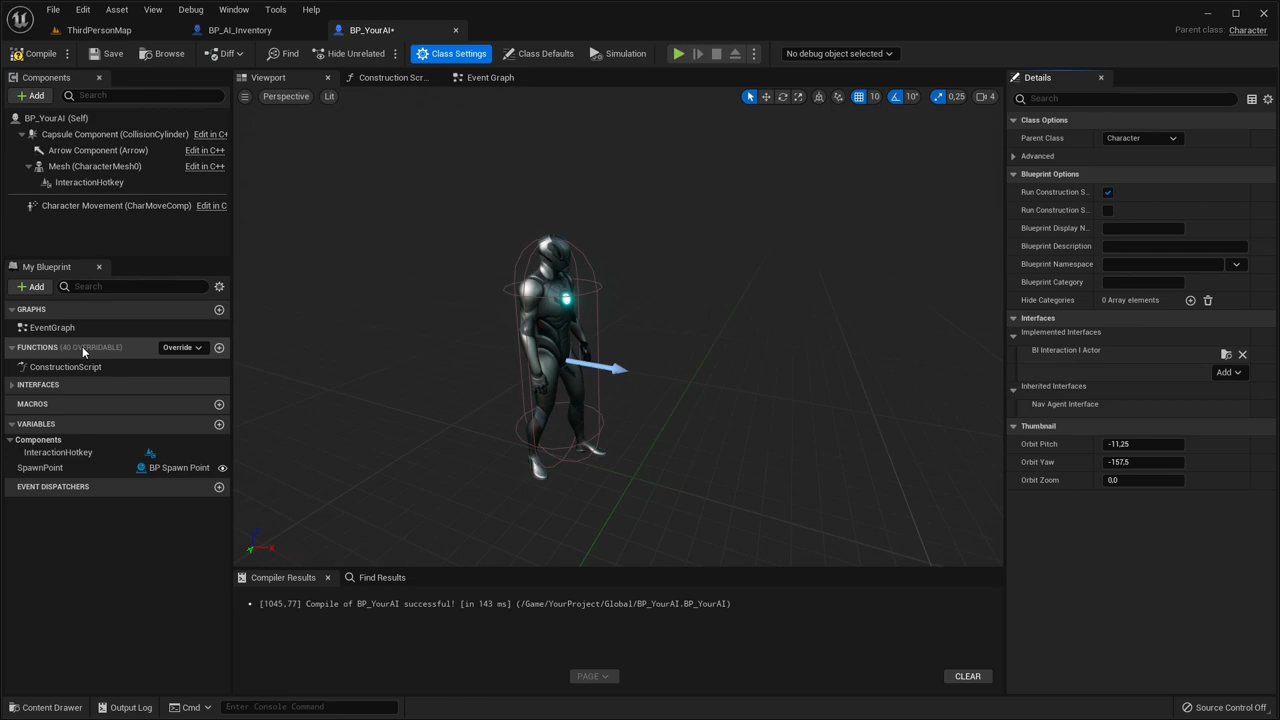 File Edit Asset View Debug Window Tools Help
ThirdPersonMap BP_AI_Inventory BP_YourAI* Parent class: Character
Compile Save Browse Diff Find Hide Unrelated Class Settings Class Defaults Simulation No debug object selected
Components
Add Search
BP_YourAI (Self)
Capsule Component (CollisionCylinder) Edit in C+
Arrow Component (Arrow) Edit in C++
Mesh (CharacterMesh0) Edit in C++
InteractionHotkey
Character Movement (CharMoveComp) Edit in C
My Blueprint
Add Search
GRAPHS
EventGraph
FUNCTIONS (40 OVERRIDABLE) Override
ConstructionScript
INTERFACES
MACROS
VARIABLES
Components
InteractionHotkey
SpawnPoint BP Spawn Point
EVENT DISPATCHERS
Viewport Construction Scr... Event Graph
Perspective Lit 10 10° 0,25 4
Z
X
Y
Compiler Results Find Results
[1045,77] Compile of BP_YourAI successful! [in 143 ms] (/Game/YourProject/Global/BP_YourAI.BP_YourAI)
PAGE CLEAR
Details
Search
Class Options
Parent Class Character
Advanced
Blueprint Options
Run Construction S...
Run Construction S...
Blueprint Display N...
Blueprint Description
Blueprint Namespace
Blueprint Category
Hide Categories 0 Array elements
Interfaces
Implemented Interfaces
BI Interaction I Actor
Add
Inherited Interfaces
Nav Agent Interface
Thumbnail
Orbit Pitch -11,25
Orbit Yaw -157,5
Orbit Zoom 0,0
Content Drawer Output Log Cmd Enter Console Command Source Control Off